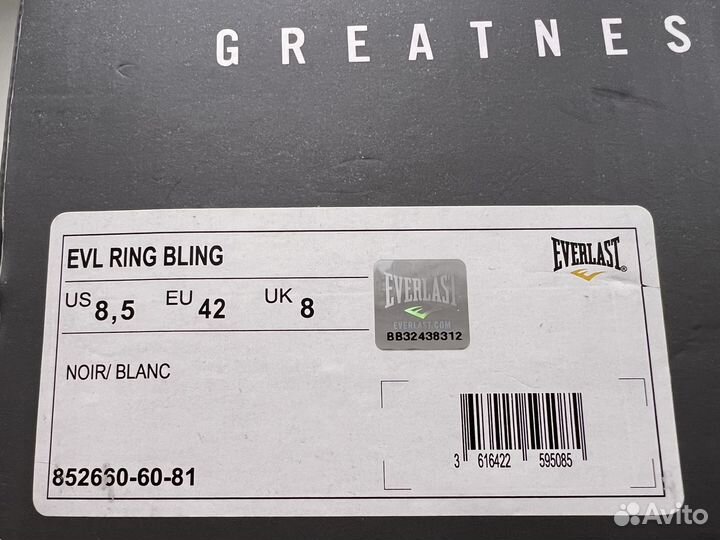 GREATNES
EVL RING BLING
EVERLAST
US 8,5 EU 42 UK 8
EVERLAST
EVERLAST.COM
BB32438312
NOIR/ BLANC
3 616422 595085
852660-60-81
Avito